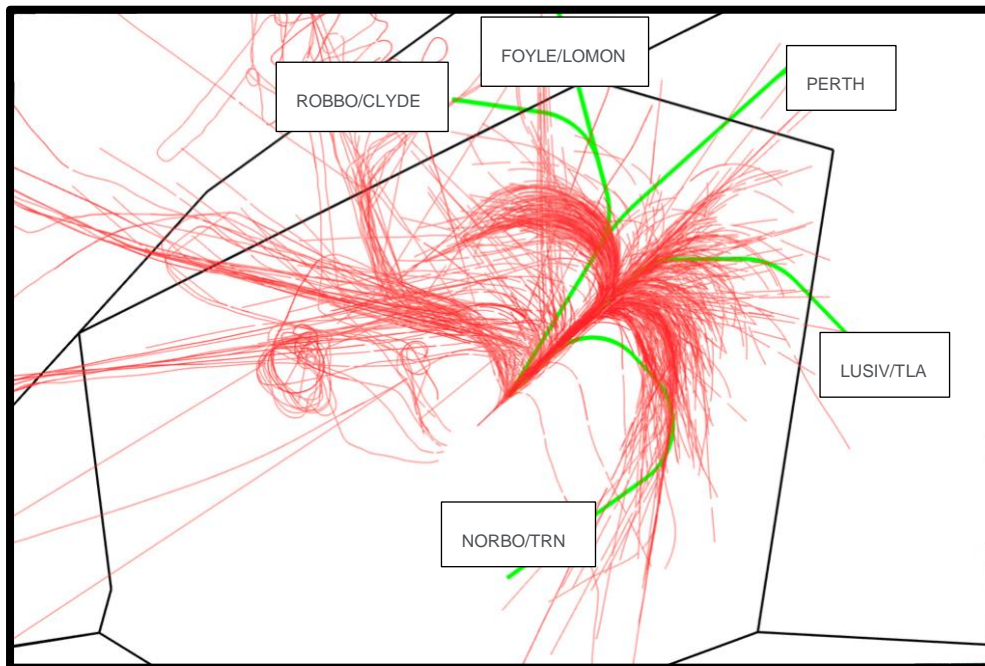 FOYLE/LOMON
PERTH
ROBBO/CLYDE
LUSIV/TLA
NORBO/TRN